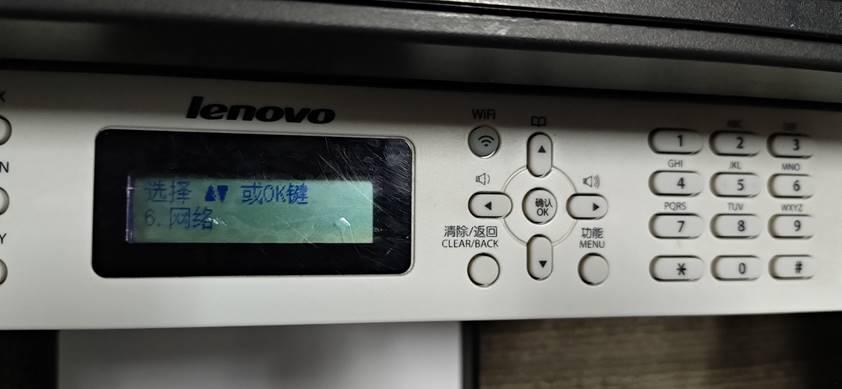 lenovo
选择 ▲▼ 或OK键
6.网络
WiFi
确认
OK
清除/返回
CLEAR/BACK
功能
MENU
1
2
3
GHI
4
JKL
5
MNO
6
PQRS
7
TUV
8
WXYZ
9
*
0
#
X
N
Y